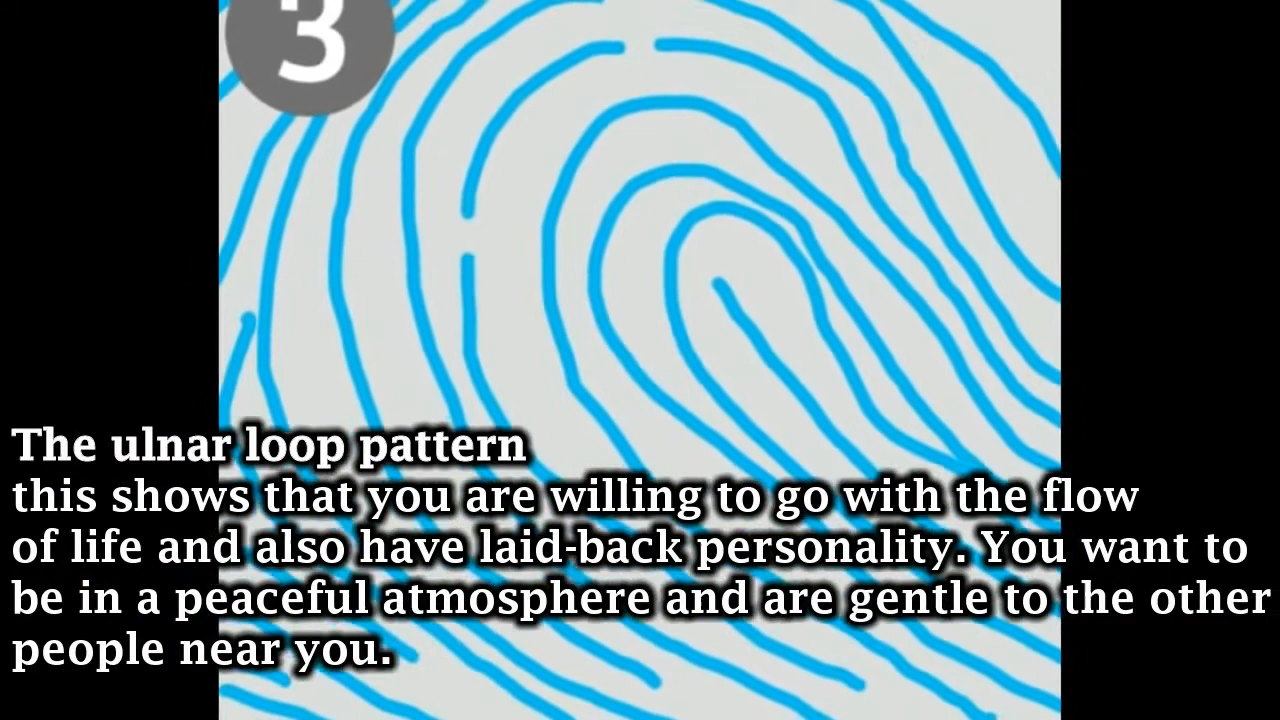 3
The ulnar loop pattern
this shows that you are willing to go with the flow
of life and also have laid-back personality. You want to
be in a peaceful atmosphere and are gentle to the other
people near you.